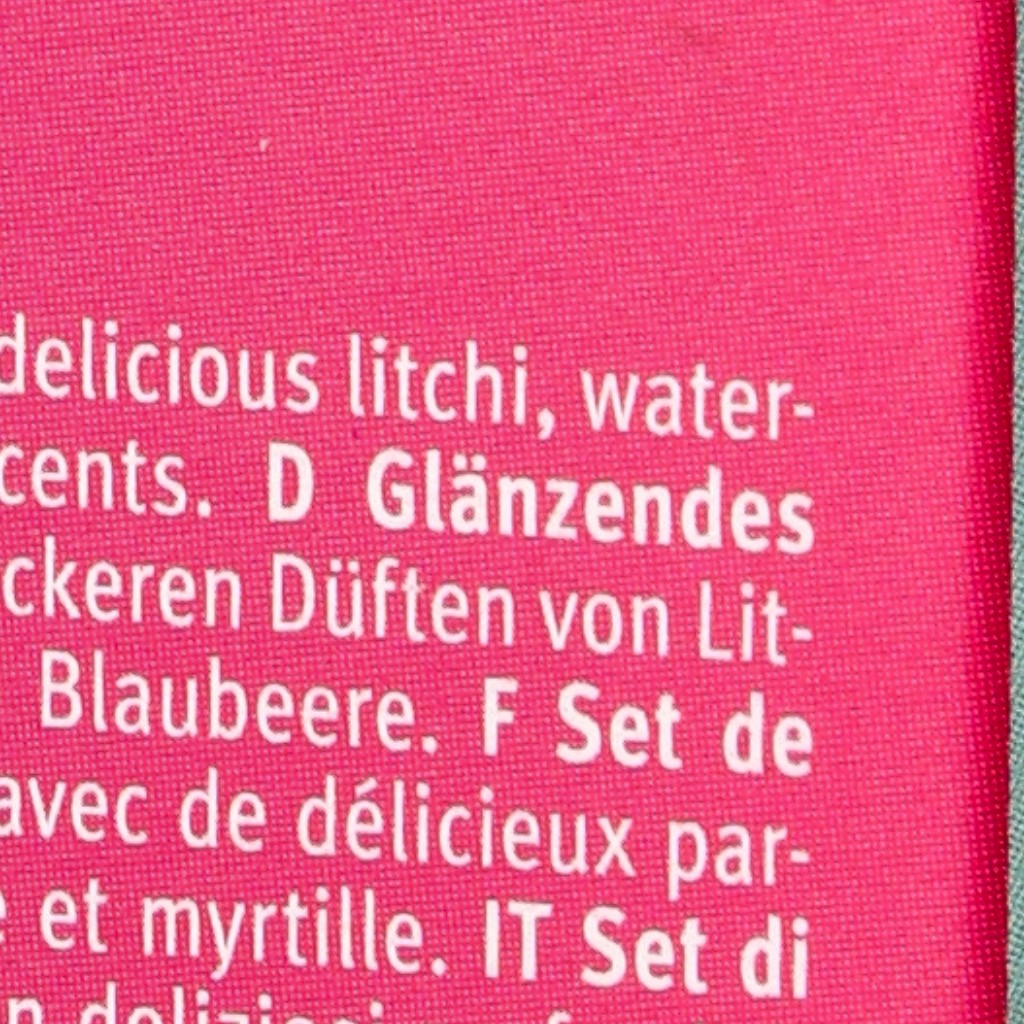 delicious litchi, water-
cents. D Glänzendes
ckeren Düften von Lit-
Blaubeere. F Set de
avec de délicieux par-
et myrtille. IT Set di